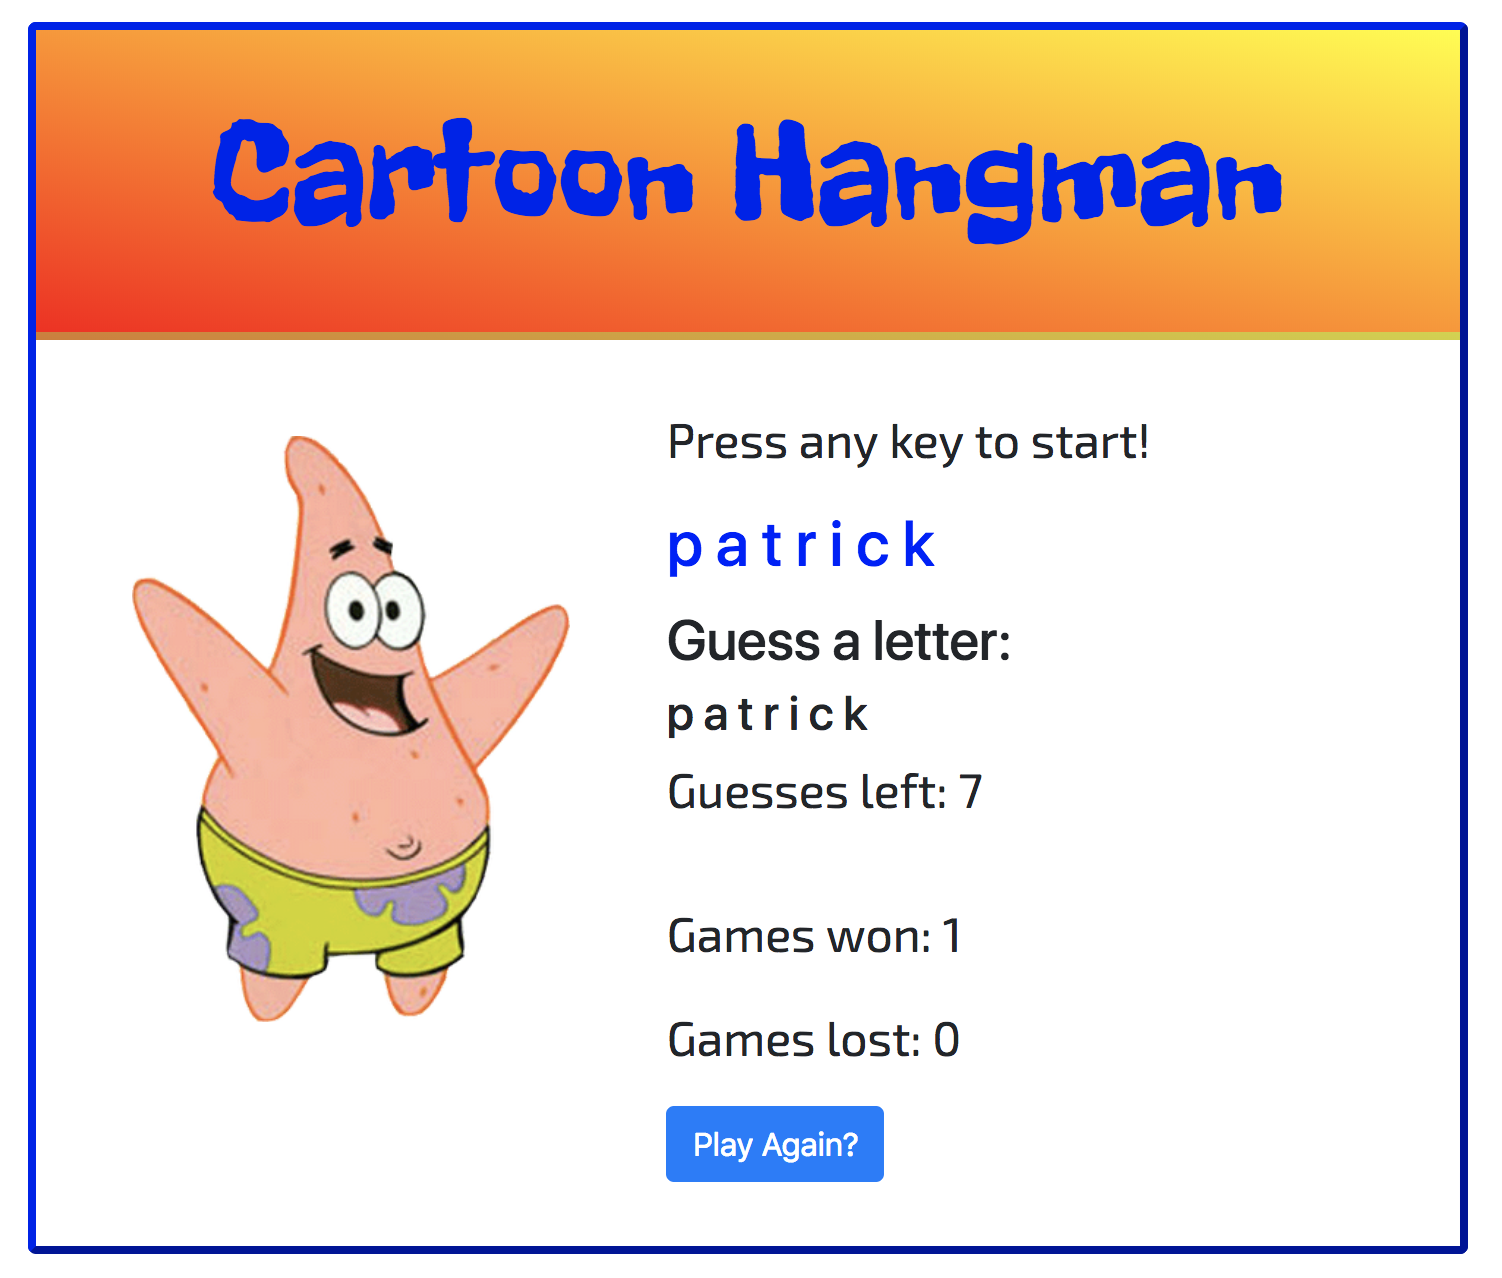 Cartoon Hangman
Press any key to start!
p a t r i c k
Guess a letter:
p a t r i c k
Guesses left: 7
Games won: 1
Games lost: 0
Play Again?